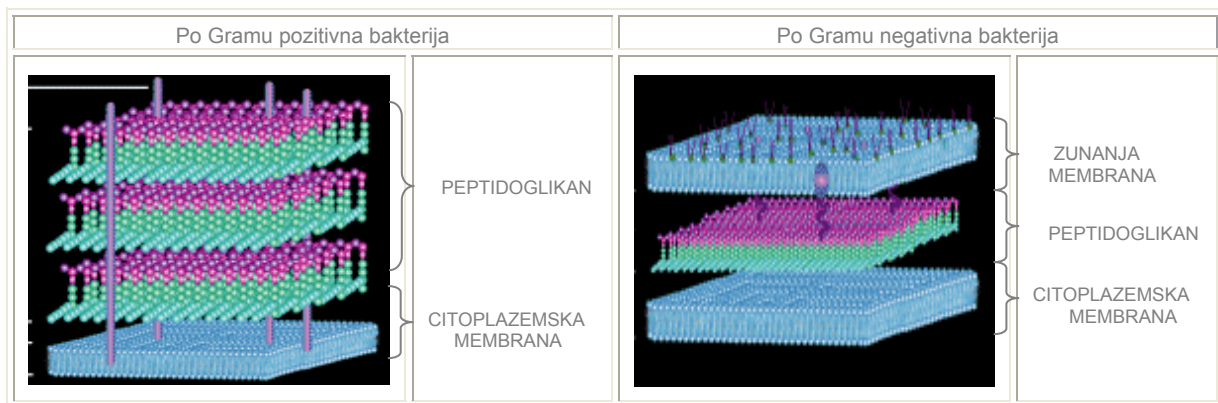 Po Gramu pozitivna bakterija
Po Gramu negativna bakterija
PEPTIDOGLIKAN
CITOPLAZEMSKA
MEMBRANA
ZUNANJA
MEMBRANA
PEPTIDOGLIKAN
CITOPLAZEMSKA
MEMBRANA